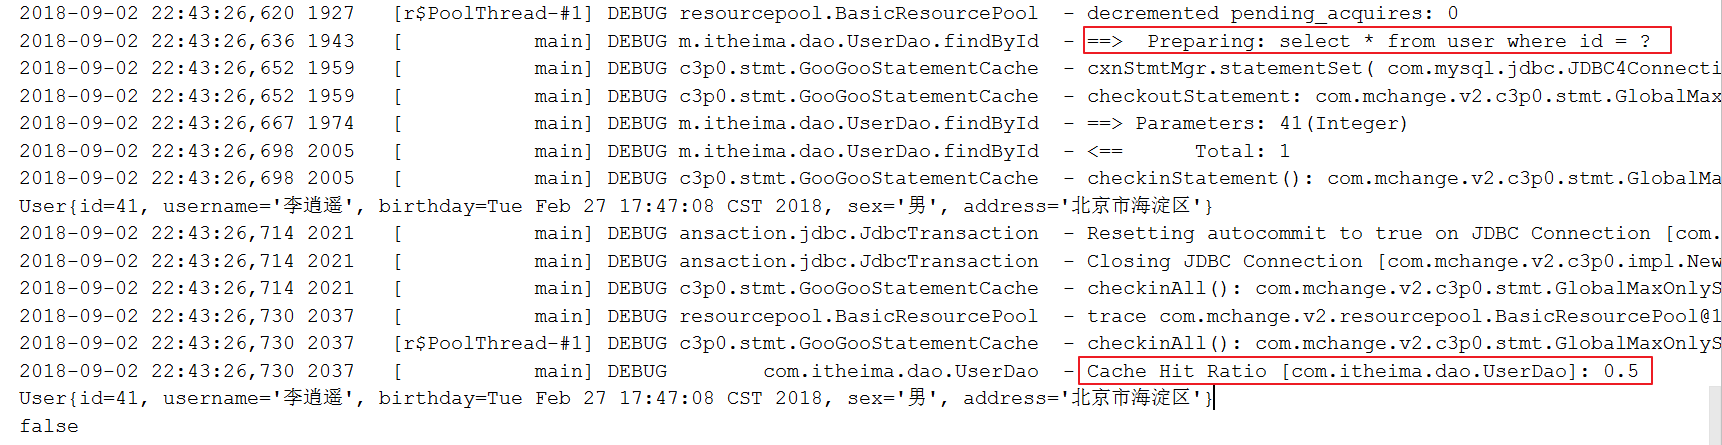 2018-09-02 22:43:26,620 1927   [r$PoolThread-#1] DEBUG resourcepool.BasicResourcePool  - decremented pending_acquires: 0
2018-09-02 22:43:26,636 1943   [           main] DEBUG m.itheima.dao.UserDao.findById  - ==>  Preparing: select * from user where id = ?
2018-09-02 22:43:26,652 1959   [           main] DEBUG c3p0.stmt.GooGooStatementCache  - cxnStmtMgr.statementSet( com.mysql.jdbc.JDBC4Connecti
2018-09-02 22:43:26,652 1959   [           main] DEBUG c3p0.stmt.GooGooStatementCache  - checkoutStatement: com.mchange.v2.c3p0.stmt.GlobalMax
2018-09-02 22:43:26,667 1974   [           main] DEBUG m.itheima.dao.UserDao.findById  - ==> Parameters: 41(Integer)
2018-09-02 22:43:26,698 2005   [           main] DEBUG m.itheima.dao.UserDao.findById  - <==      Total: 1
2018-09-02 22:43:26,698 2005   [           main] DEBUG c3p0.stmt.GooGooStatementCache  - checkinStatement(): com.mchange.v2.c3p0.stmt.GlobalMa
User{id=41, username='李逍遥', birthday=Tue Feb 27 17:47:08 CST 2018, sex='男', address='北京市海淀区'}
2018-09-02 22:43:26,714 2021   [           main] DEBUG ansaction.jdbc.JdbcTransaction  - Resetting autocommit to true on JDBC Connection [com.
2018-09-02 22:43:26,714 2021   [           main] DEBUG ansaction.jdbc.JdbcTransaction  - Closing JDBC Connection [com.mchange.v2.c3p0.impl.New
2018-09-02 22:43:26,714 2021   [           main] DEBUG c3p0.stmt.GooGooStatementCache  - checkinAll(): com.mchange.v2.c3p0.stmt.GlobalMaxOnlyS
2018-09-02 22:43:26,730 2037   [           main] DEBUG resourcepool.BasicResourcePool  - trace com.mchange.v2.resourcepool.BasicResourcePool@1
2018-09-02 22:43:26,730 2037   [r$PoolThread-#1] DEBUG c3p0.stmt.GooGooStatementCache  - checkinAll(): com.mchange.v2.c3p0.stmt.GlobalMaxOnlyS
2018-09-02 22:43:26,730 2037   [           main] DEBUG       com.itheima.dao.UserDao  - Cache Hit Ratio [com.itheima.dao.UserDao]: 0.5
User{id=41, username='李逍遥', birthday=Tue Feb 27 17:47:08 CST 2018, sex='男', address='北京市海淀区'}
false